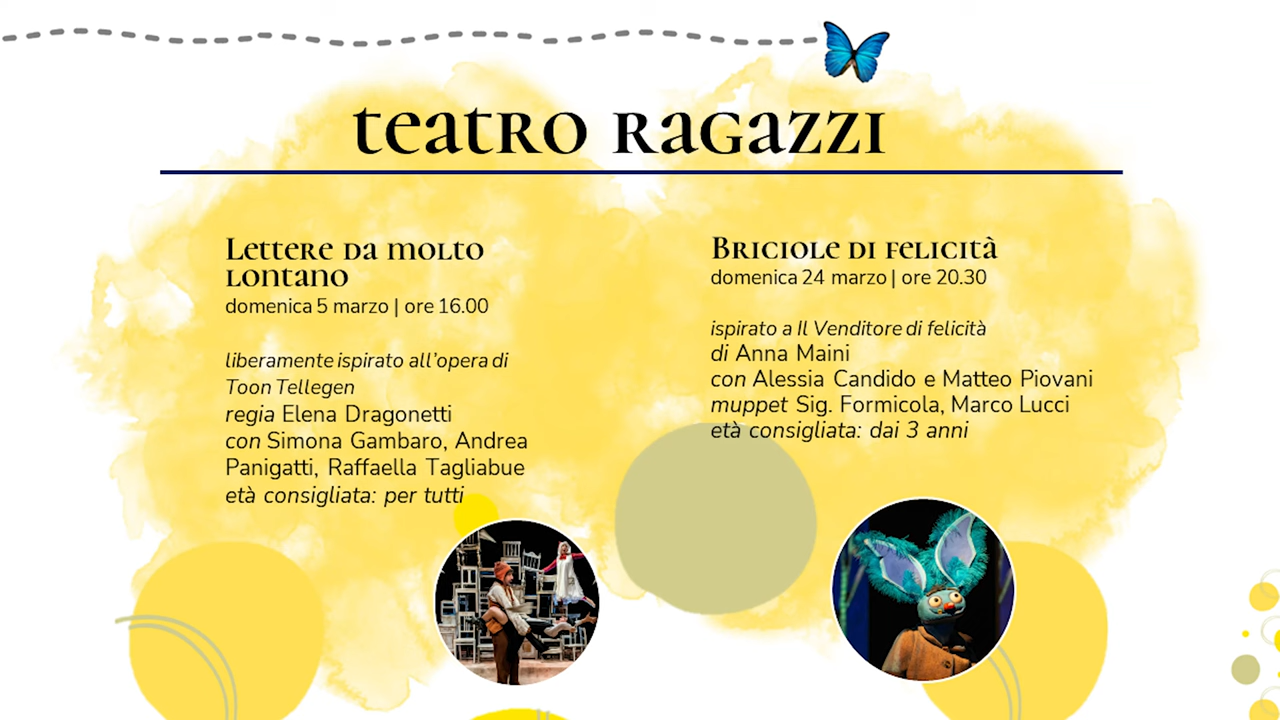 teatro ragazzi
Lettere da molto
lontano
domenica 5 marzo | ore 16.00
liberamente ispirato all'opera di
Toon Tellegen
regia Elena Dragonetti
con Simona Gambaro, Andrea
Panigatti, Raffaella Tagliabue
età consigliata: per tutti
Briciole di felicità
domenica 24 marzo | ore 20.30
ispirato a Il Venditore di felicità
di Anna Maini
con Alessia Candido e Matteo Piovani
muppet Sig. Formicola, Marco Lucci
età consigliata: dai 3 anni